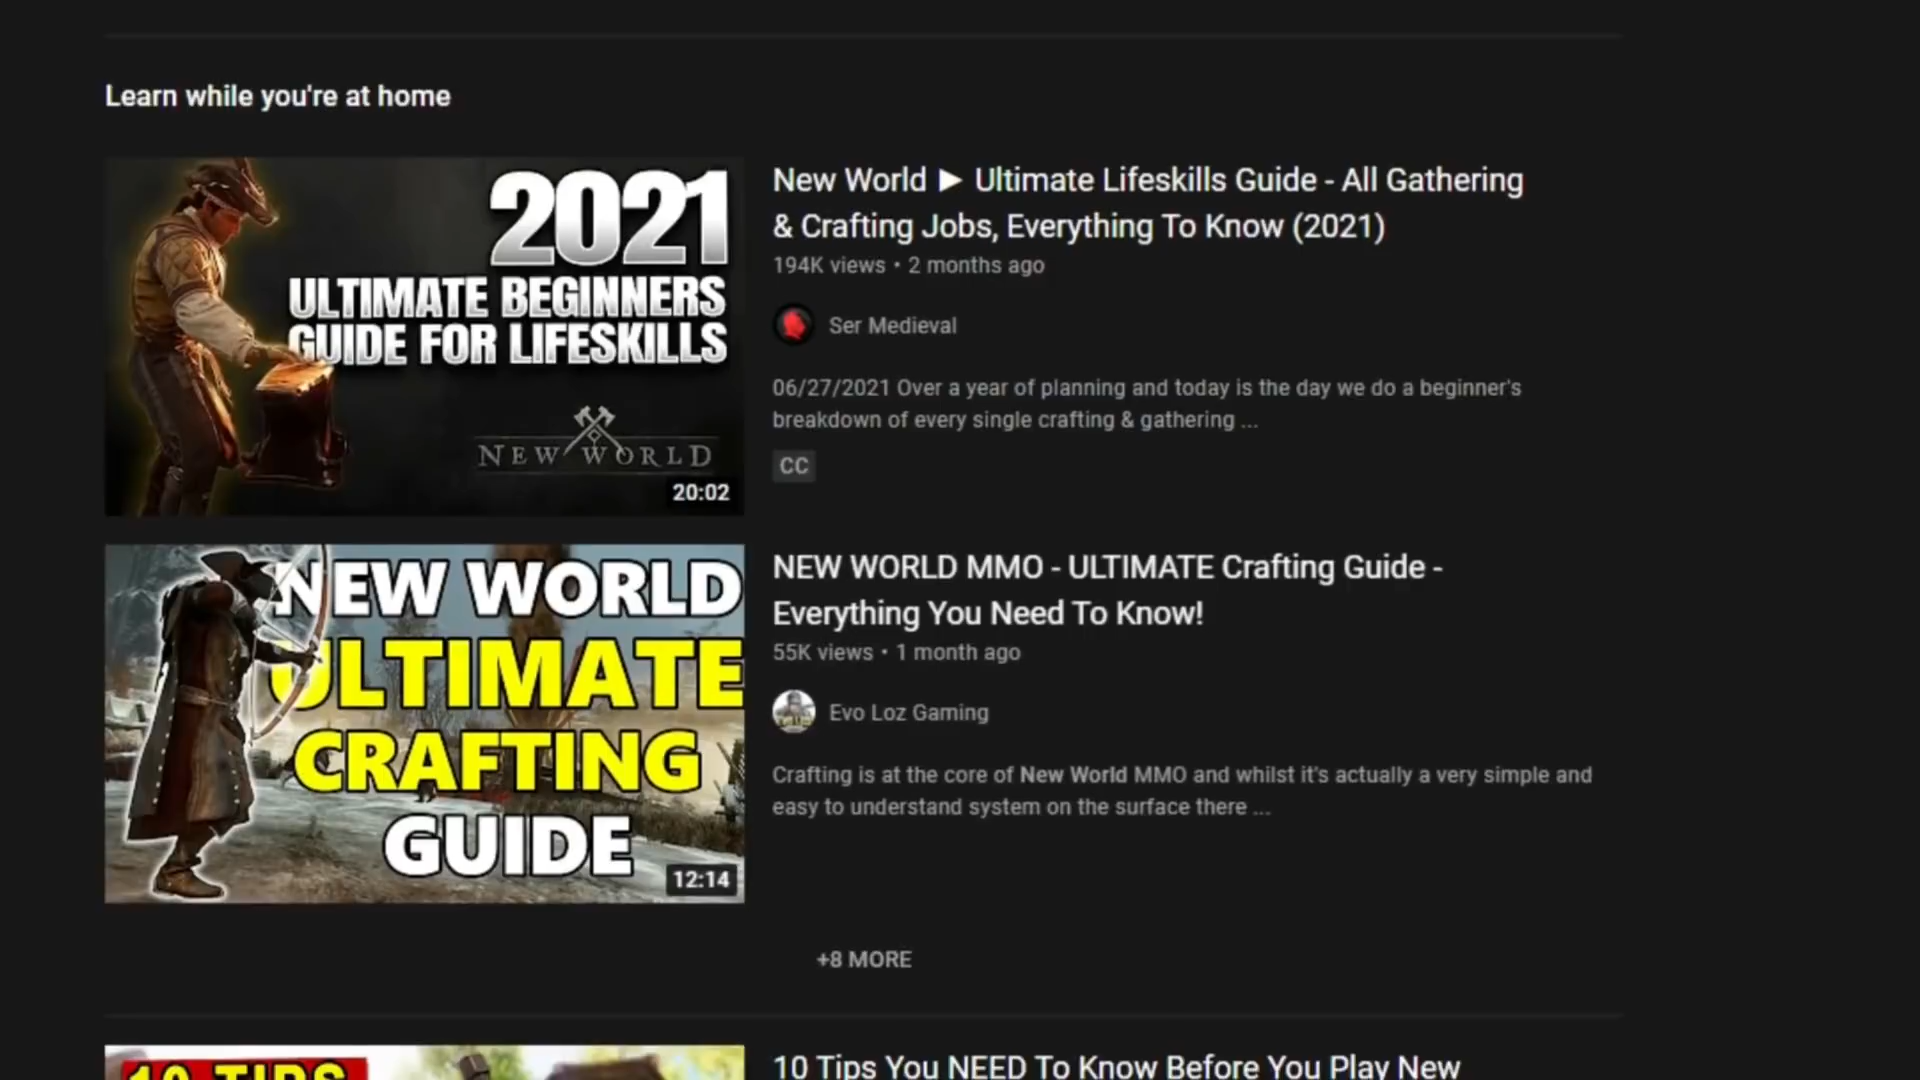 Learn while you're at home
2021
ULTIMATE BEGINNERS
GUIDE FOR LIFESKILLS
NEW WORLD
20:02
New World ► Ultimate Lifeskills Guide - All Gathering
& Crafting Jobs, Everything To Know (2021)
194K views • 2 months ago
Ser Medieval
06/27/2021 Over a year of planning and today is the day we do a beginner's
breakdown of every single crafting & gathering ...
CC
NEW WORLD
ULTIMATE
CRAFTING
GUIDE
12:14
NEW WORLD MMO - ULTIMATE Crafting Guide -
Everything You Need To Know!
55K views • 1 month ago
Evo Loz Gaming
Crafting is at the core of New World MMO and whilst it's actually a very simple and
easy to understand system on the surface there ...
+8 MORE
10 TIPS
10 Tips You NEED To Know Before You Play New